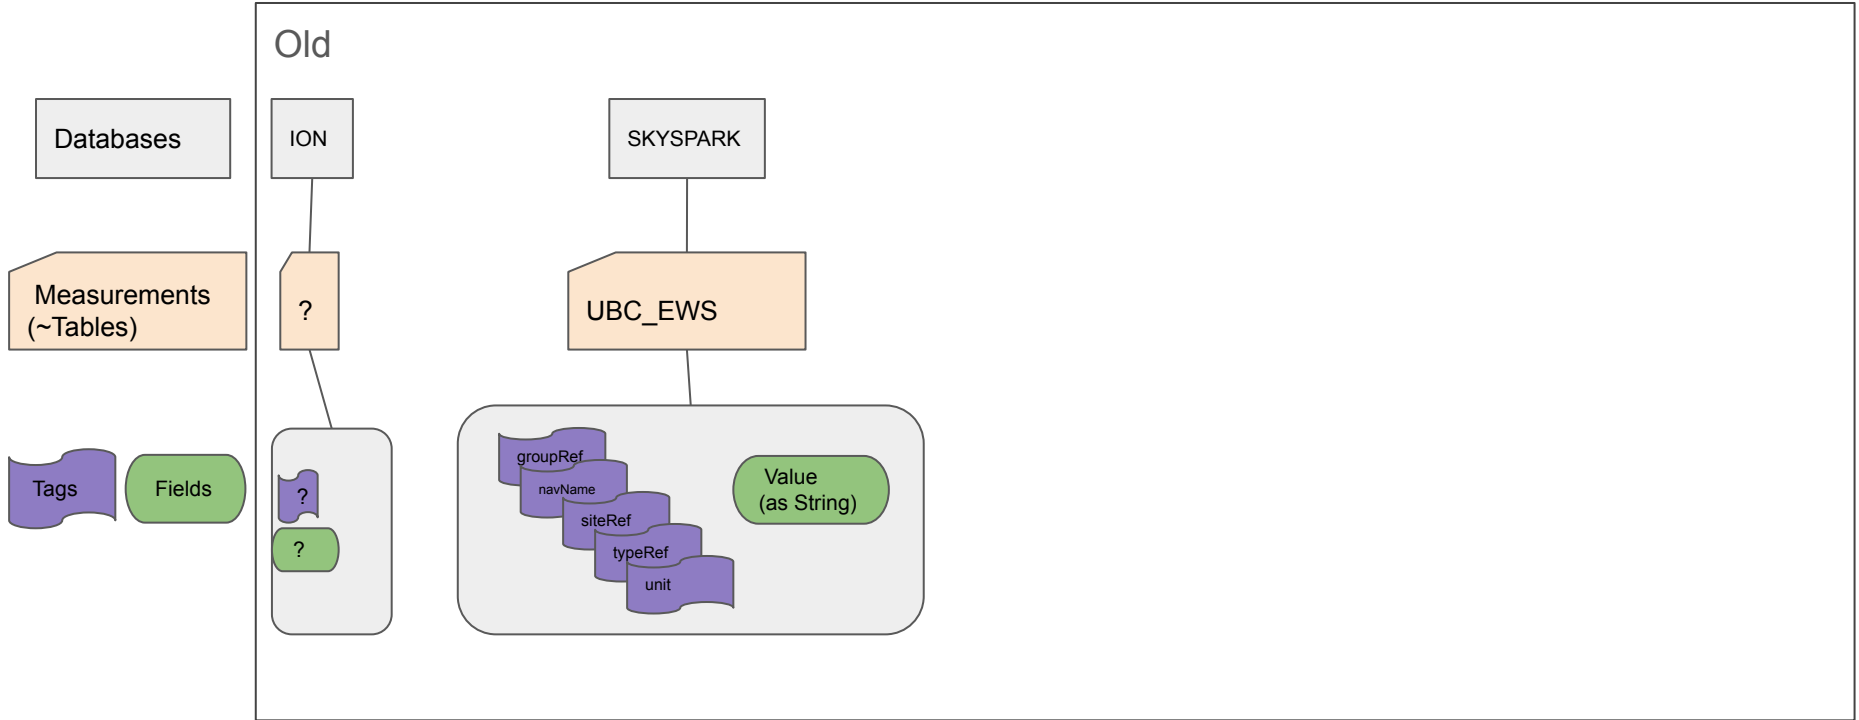 Old
Databases
ION
SKYSPARK
Measurements
(~Tables)
?
UBC_EWS
Tags
Fields
?
?
groupRef
navName
siteRef
typeRef
unit
Value
(as String)